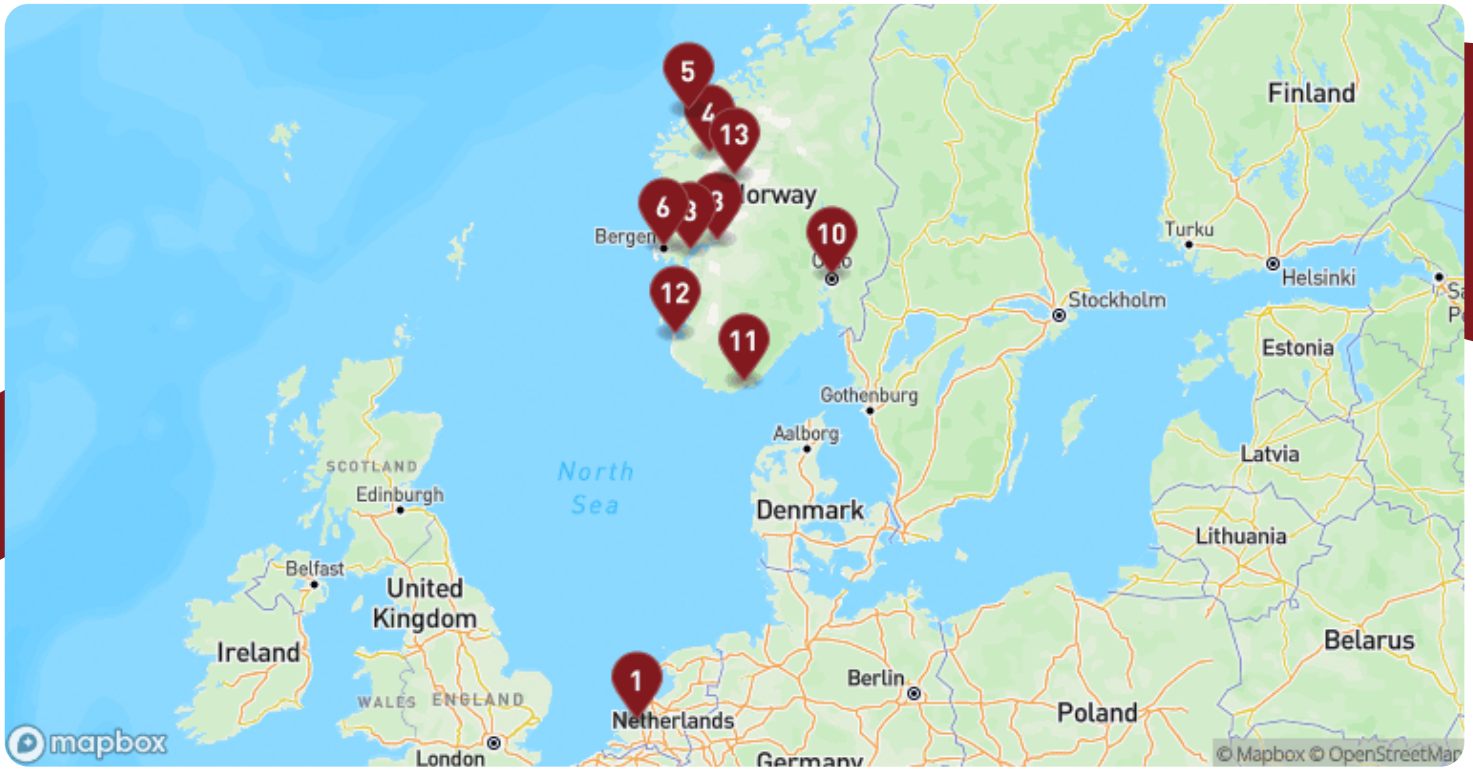 5
4
13
Finland
Norway
6
3
3
Bergen
10
Turku
Helsinki
12
Stockholm
11
Estonia
Gothenburg
Aalborg
Latvia
SCOTLAND
North
Sea
Edinburgh
Denmark
Lithuania
Belfast
United
Kingdom
Ireland
Belarus
1
Berlin
WALES
ENGLAND
Netherlands
Poland
mapbox
London
Germany
© Mapbox © OpenStreetMap